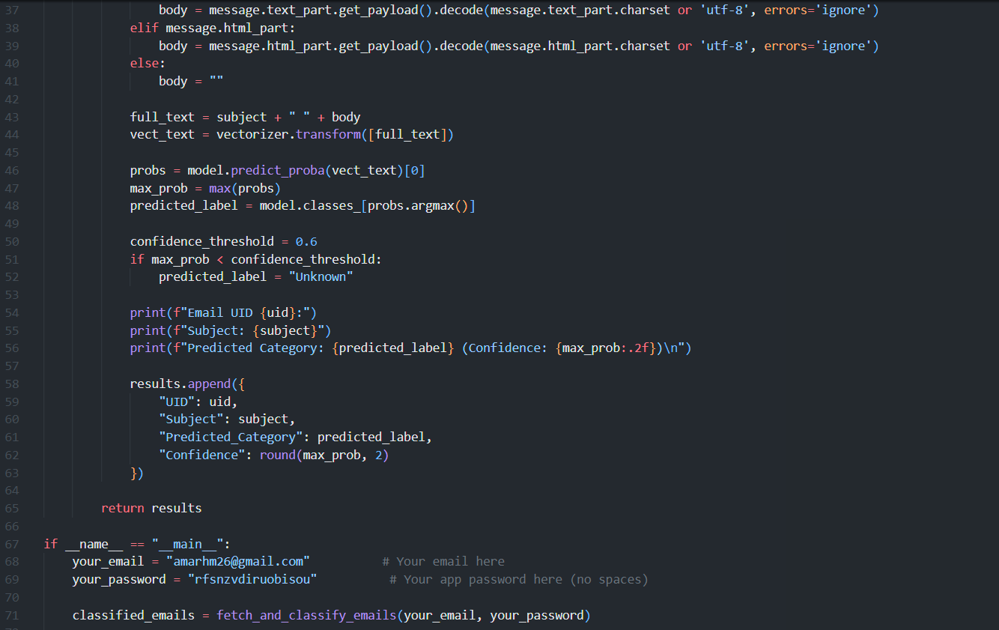 37 body = message.text_part.get_payload().decode(message.text_part.charset or 'utf-8', errors='ignore')
38 elif message.html_part:
39 body = message.html_part.get_payload().decode(message.html_part.charset or 'utf-8', errors='ignore')
40 else:
41 body = ""
42
43 full_text = subject + " " + body
44 vect_text = vectorizer.transform([full_text])
45
46 probs = model.predict_proba(vect_text)[0]
47 max_prob = max(probs)
48 predicted_label = model.classes_[probs.argmax()]
49
50 confidence_threshold = 0.6
51 if max_prob < confidence_threshold:
52 predicted_label = "Unknown"
53
54 print(f"Email UID {uid}:")
55 print(f"Subject: {subject}")
56 print(f"Predicted Category: {predicted_label} (Confidence: {max_prob:.2f})\n")
57
58 results.append({
59 "UID": uid,
60 "Subject": subject,
61 "Predicted_Category": predicted_label,
62 "Confidence": round(max_prob, 2)
63 })
64
65 return results
66
67 if __name__ == "__main__":
68 your_email = "amarhm26@gmail.com" # Your email here
69 your_password = "rfsnzvdiruobisou" # Your app password here (no spaces)
70
71 classified_emails = fetch_and_classify_emails(your_email, your_password)